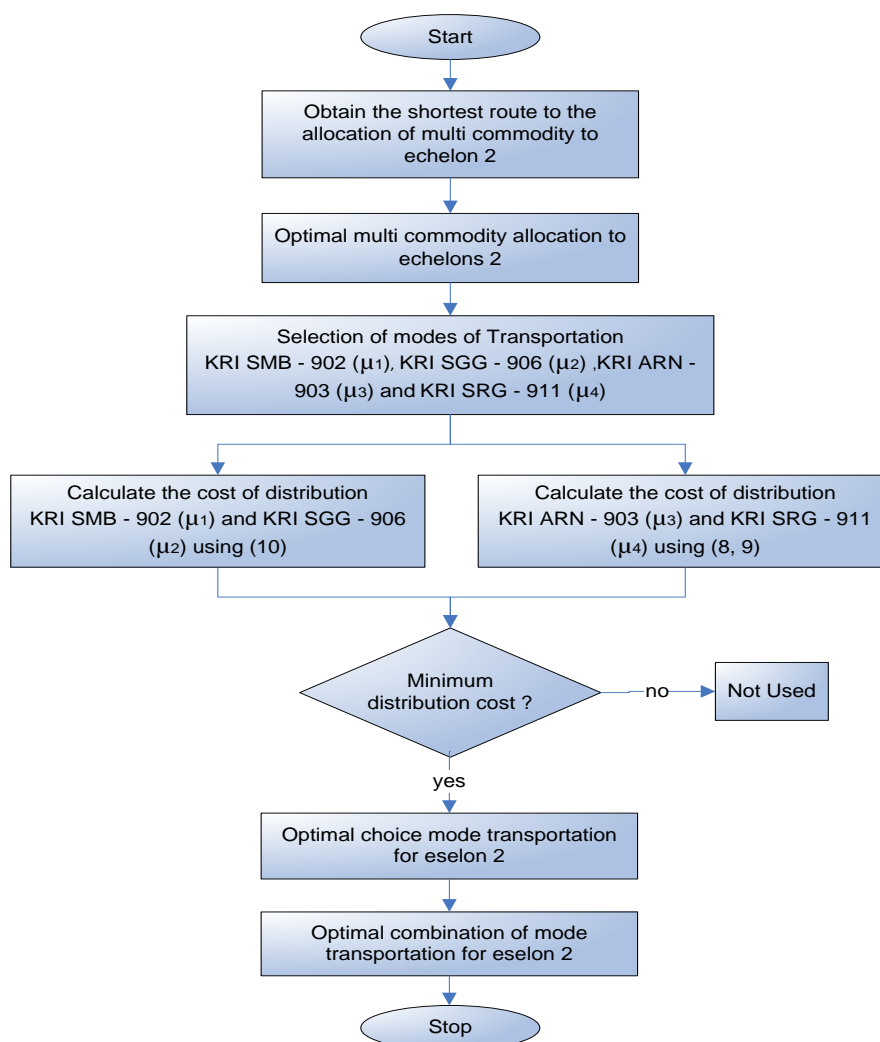 Start
Obtain the shortest route to the
allocation of multi commodity to
echelon 2
Optimal multi commodity allocation to
echelons 2
Selection of modes of Transportation
KRI SMB - 902 (μ1), KRI SGG - 906 (μ2) ,KRI ARN -
903 (μ3) and KRI SRG - 911 (μ4)
Calculate the cost of distribution
KRI SMB - 902 (μ1) and KRI SGG - 906
(μ2) using (10)
Calculate the cost of distribution
KRI ARN - 903 (μ3) and KRI SRG - 911
(μ4) using (8, 9)
Minimum
distribution cost ?
no
Not Used
yes
Optimal choice mode transportation
for eselon 2
Optimal combination of mode
transportation for eselon 2
Stop